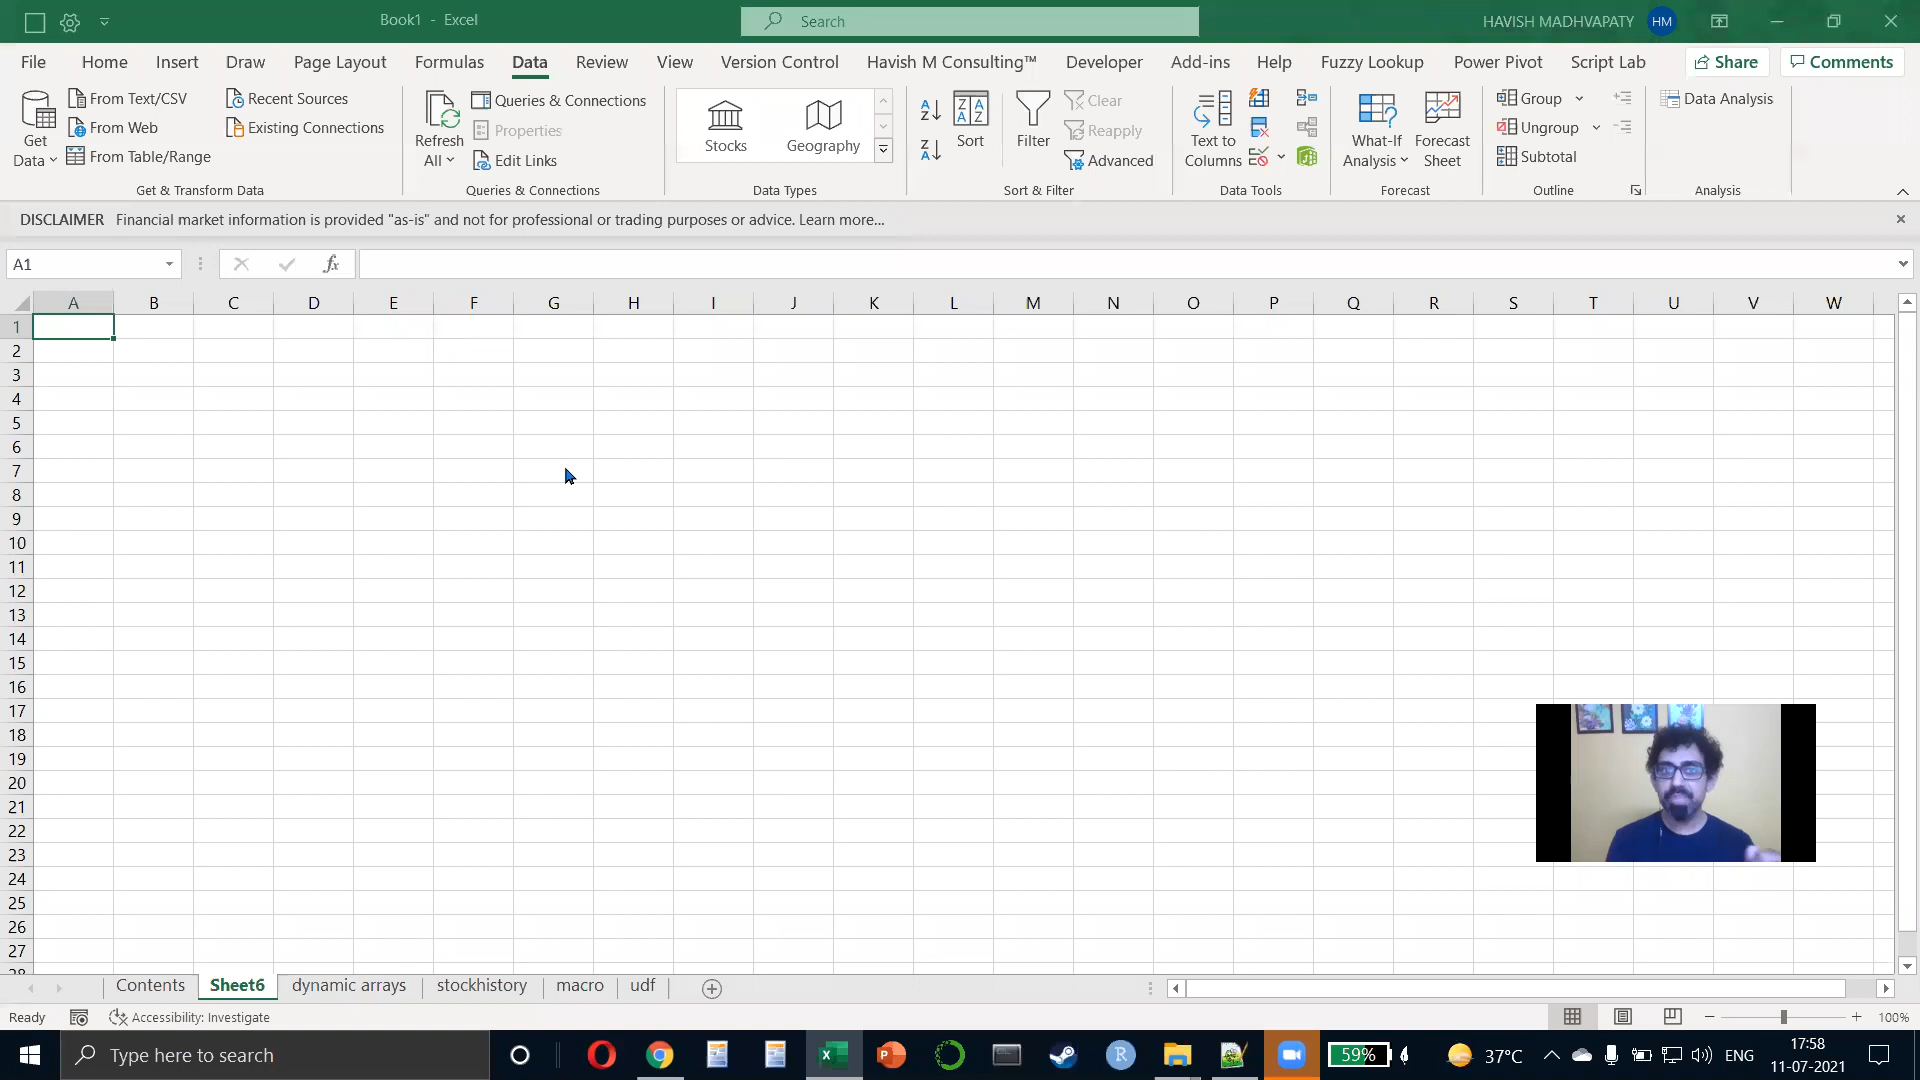 Book1 - Excel
Search
HAVISH MADHVAPATY HM
File Home Insert Draw Page Layout Formulas Data Review View Version Control Havish M Consulting™ Developer Add-ins Help Fuzzy Lookup Power Pivot Script Lab Share Comments
Get Data
From Text/CSV
From Web
From Table/Range
Recent Sources
Existing Connections
Get & Transform Data
Refresh All
Queries & Connections
Properties
Edit Links
Queries & Connections
Stocks
Geography
Data Types
Sort
Filter
Clear
Reapply
Advanced
Sort & Filter
Text to Columns
Data Tools
What-If Analysis
Forecast Sheet
Forecast
Group
Ungroup
Subtotal
Outline
Data Analysis
Analysis
DISCLAIMER Financial market information is provided "as-is" and not for professional or trading purposes or advice. Learn more...
A1
fx
A B C D E F G H I J K L M N O P Q R S T U V W
1
2
3
4
5
6
7
8
9
10
11
12
13
14
15
16
17
18
19
20
21
22
23
24
25
26
27
28
Contents Sheet6 dynamic arrays stockhistory macro udf
Ready Accessibility: Investigate 100%
Type here to search
59%
37°C
ENG
17:58
11-07-2021